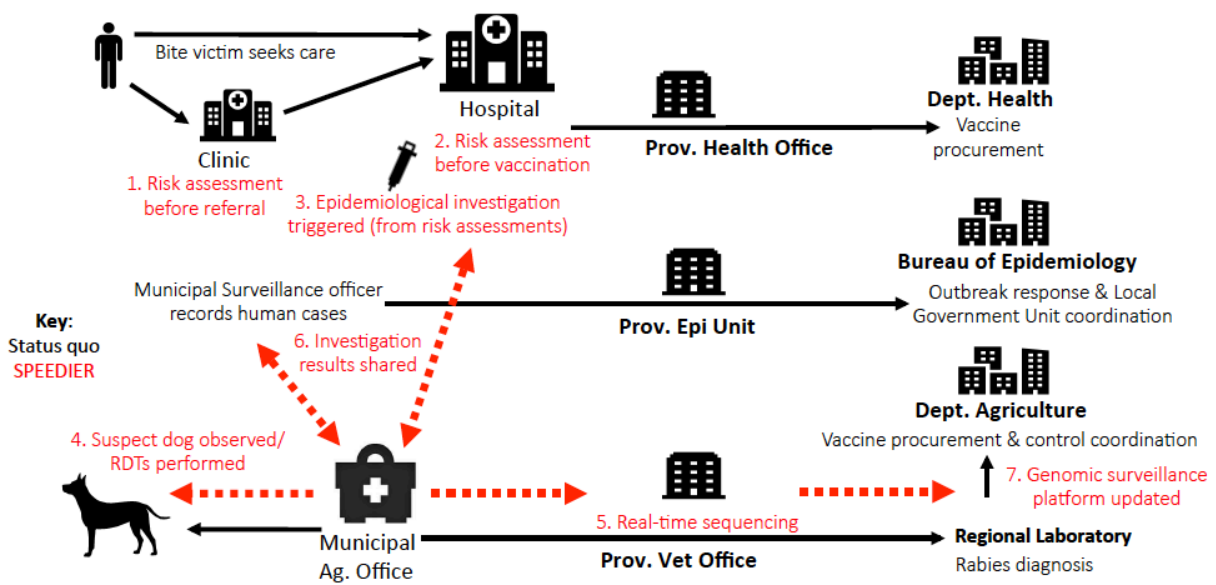 Bite victim seeks care
Hospital
Clinic
1. Risk assessment
before referral
2. Risk assessment
before vaccination
3. Epidemiological investigation
triggered (from risk assessments)
Prov. Health Office
Dept. Health
Vaccine
procurement
Municipal Surveillance officer
records human cases
Prov. Epi Unit
Bureau of Epidemiology
Outbreak response & Local
Government Unit coordination
Key:
Status quo
SPEEDIER
6. Investigation
results shared
Dept. Agriculture
Vaccine procurement & control coordination
4. Suspect dog observed/
RDTs performed
7. Genomic surveillance
platform updated
5. Real-time sequencing
Municipal
Ag. Office
Prov. Vet Office
Regional Laboratory
Rabies diagnosis